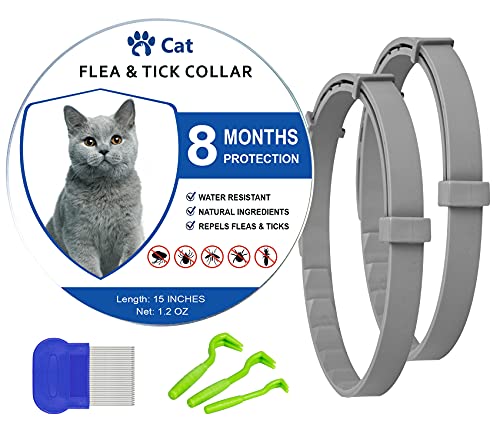 Cat
FLEA & TICK COLLAR
8 MONTHS
PROTECTION
WATER RESISTANT
NATURAL INGREDIENTS
REPELS FLEAS & TICKS
Length: 15 INCHES
Net: 1.2 OZ